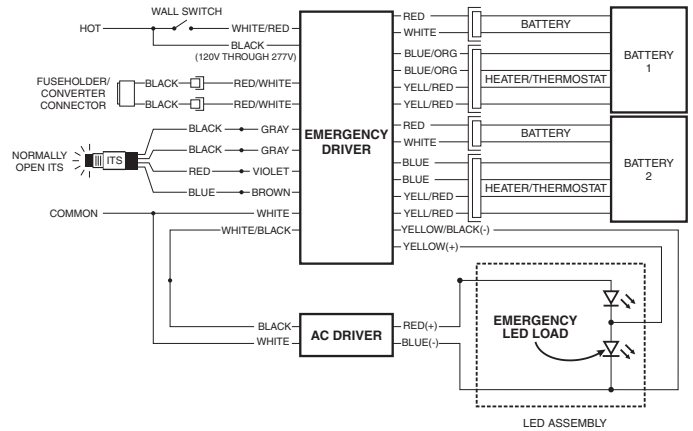 WALL SWITCH
HOT
WHITE/RED
BLACK
(120V THROUGH 277V)
FUSEHOLDER/
CONVERTER
CONNECTOR
BLACK
RED/WHITE
BLACK
RED/WHITE
NORMALLY
OPEN ITS
ITS
BLACK
GRAY
BLACK
GRAY
RED
VIOLET
BLUE
BROWN
COMMON
WHITE
WHITE/BLACK
EMERGENCY
DRIVER
RED
WHITE
BATTERY
BLUE/ORG
BLUE/ORG
HEATER/THERMOSTAT
YELL/RED
YELL/RED
BATTERY
1
RED
WHITE
BATTERY
BLUE
BLUE
HEATER/THERMOSTAT
YELL/RED
YELL/RED
BATTERY
2
YELLOW/BLACK(-)
YELLOW(+)
BLACK
WHITE
AC DRIVER
RED(+)
BLUE(-)
EMERGENCY
LED LOAD
LED ASSEMBLY